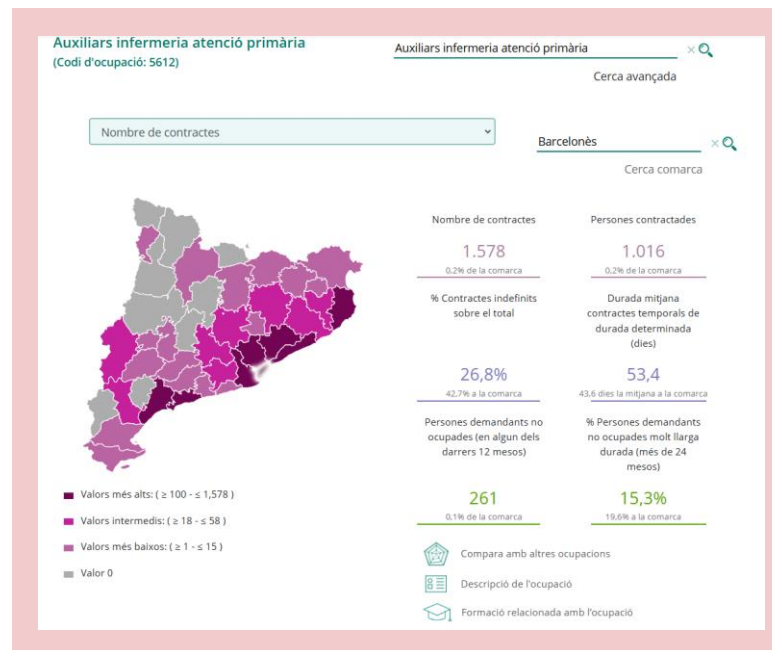 Auxiliars infermeria atenció primària
(Codi d'ocupació: 5612)
Auxiliars infermeria atenció primària
Cerca avançada
Nombre de contractes
Barcelonès
Cerca comarca
Nombre de contractes
1.578
0,2% de la comarca
Persones contractades
1.016
0,2% de la comarca
% Contractes indefinits
sobre el total
26,8%
42,7% a la comarca
Durada mitjana
contractes temporals de
durada determinada
(dies)
53,4
43,6 dies la mitjana a la comarca
Persones demandants no
ocupades (en algun dels
darrers 12 mesos)
261
0,1% de la comarca
% Persones demandants
no ocupades molt llarga
durada (més de 24
mesos)
15,3%
19,6% a la comarca
Valors més alts: ( ≥ 100 - ≤ 1,578 )
Valors intermedis: ( ≥ 18 - ≤ 58 )
Valors més baixos: ( ≥ 1 - ≤ 15 )
Valor 0
Compara amb altres ocupacions
Descripció de l'ocupació
Formació relacionada amb l'ocupació